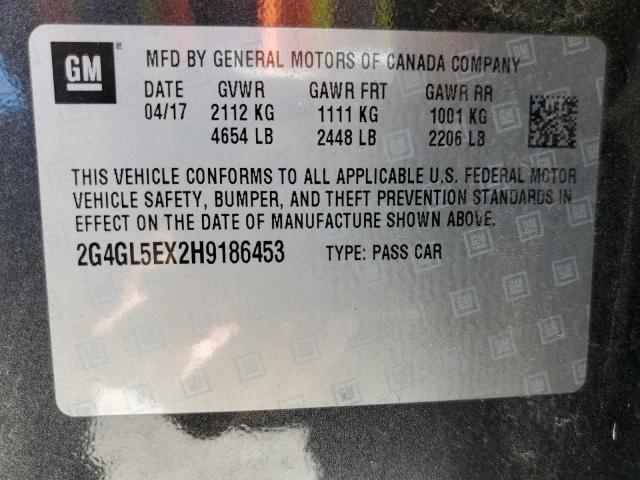 GM
MFD BY GENERAL MOTORS OF CANADA COMPANY
DATE GVWR GAWR FRT GAWR RR
04/17 2112 KG 1111 KG 1001 KG
4654 LB 2448 LB 2206 LB
THIS VEHICLE CONFORMS TO ALL APPLICABLE U.S. FEDERAL MOTOR
VEHICLE SAFETY, BUMPER, AND THEFT PREVENTION STANDARDS IN
EFFECT ON THE DATE OF MANUFACTURE SHOWN ABOVE.
2G4GL5EX2H9186453 TYPE: PASS CAR